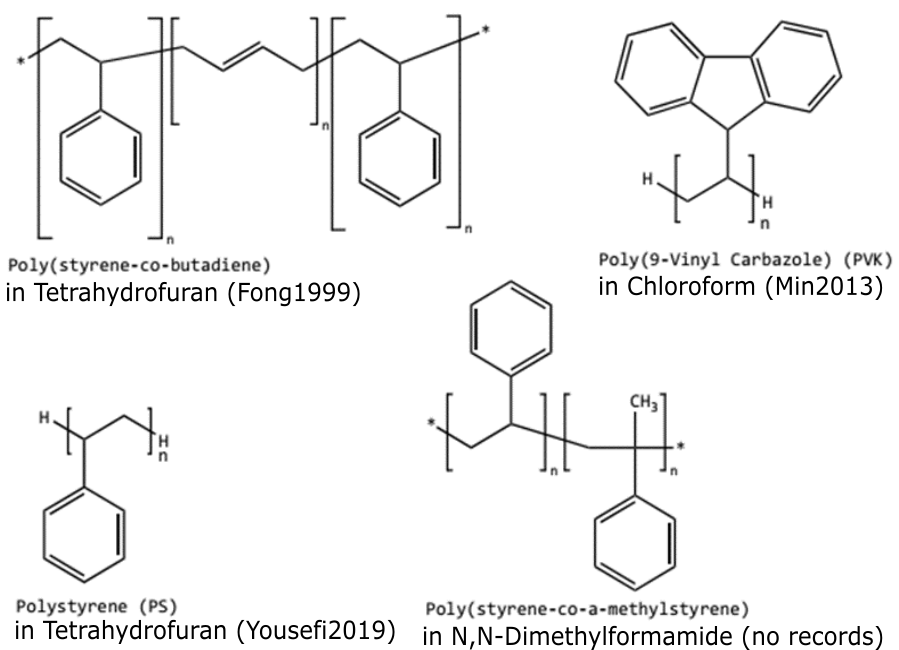 *
n
n
n
*
Poly(styrene-co-butadiene)
in Tetrahydrofuran (Fong1999)
H
H
n
Poly(9-Vinyl Carbazole) (PVK)
in Chloroform (Min2013)
H
H
n
Polystyrene (PS)
in Tetrahydrofuran (Yousefi2019)
*
n
CH₃
n
*
Poly(styrene-co-a-methylstyrene)
in N,N-Dimethylformamide (no records)